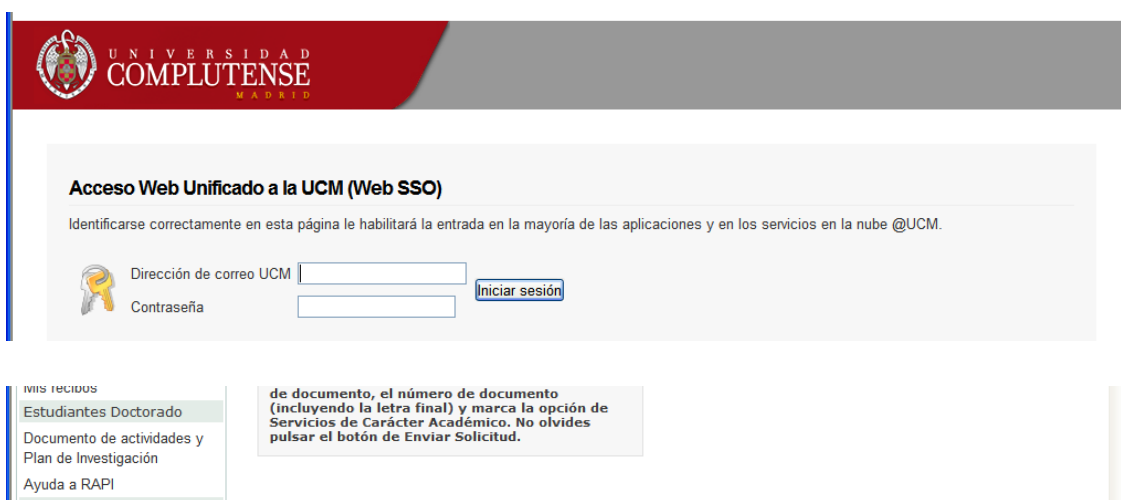 UNIVERSIDAD
COMPLUTENSE
MADRID
Acceso Web Unificado a la UCM (Web SSO)
Identificarse correctamente en esta página le habilitará la entrada en la mayoría de las aplicaciones y en los servicios en la nube @UCM.
Dirección de correo UCM
Iniciar sesión
Contraseña
Mis recibos
Estudiantes Doctorado
Documento de actividades y
Plan de Investigación
Ayuda a RAPI
de documento, el número de documento
(incluyendo la letra final) y marca la opción de
Servicios de Carácter Académico. No olvides
pulsar el botón de Enviar Solicitud.